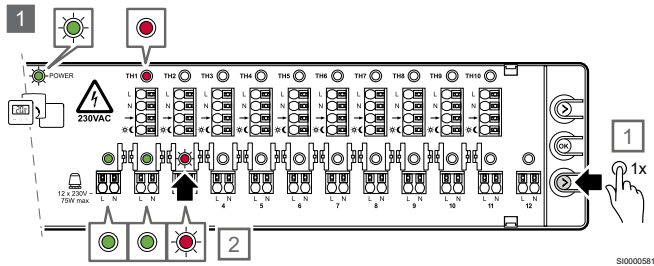 1
POWER
TH1 TH2 TH3 TH4 TH5 TH6 TH7 TH8 TH9 TH10
230VAC
L L L L L L L L L L
N N N N N N N N N N
OK
1
1x
12 x 230V ~
75W max
L N L N L N L N L N L N L N L N L N L N L N
4 5 6 7 8 9 10 11 12
2
SI0000581